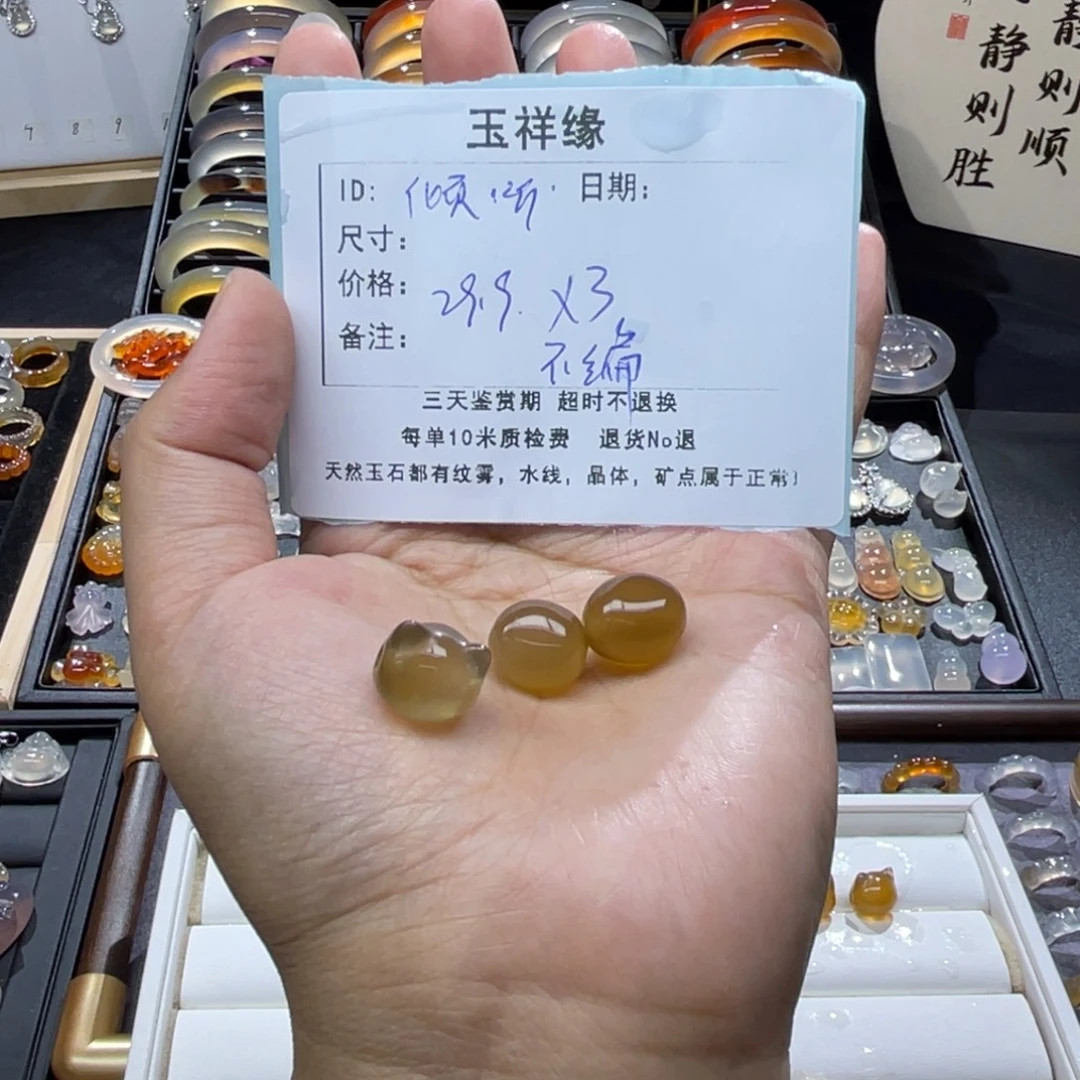 玉祥缘
ID: 倾听 日期:
尺寸:
价格: 29.9. X3
备注: 不编
三天鉴赏期 超时不退换
每单10米质检费 退货No退
天然玉石都有纹雾,水线,晶体,矿点属于正常
静则胜
则顺
7 8 9